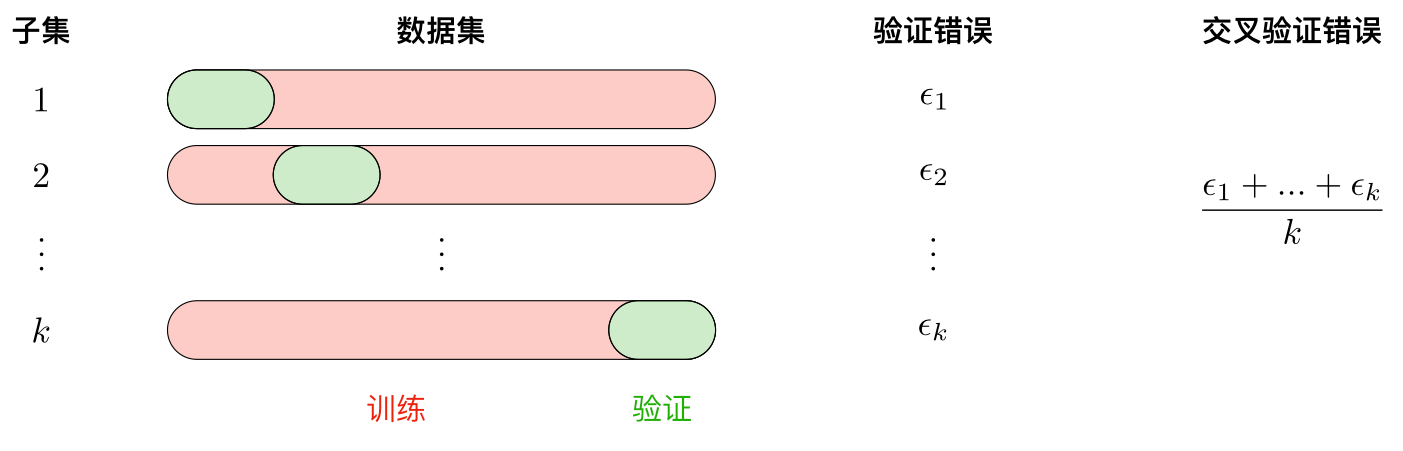 子集 数据集 验证错误 交叉验证错误
1 ϵ₁
2 ϵ₂
⋮ ⋮ ⋮
(ϵ₁ + ... + ϵₖ)/k
k ϵₖ
训练 验证